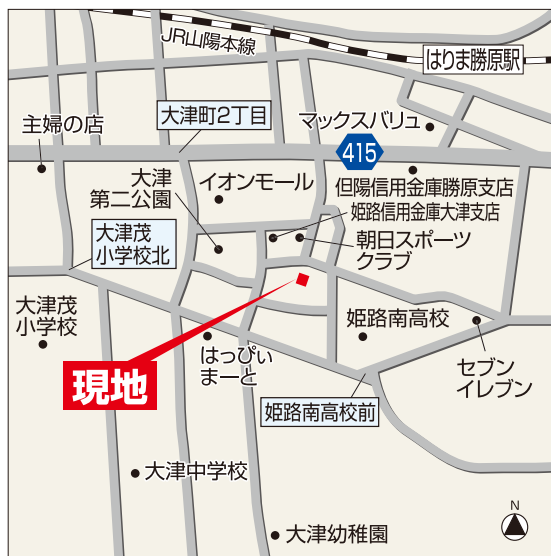 JR山陽本線
はりま勝原駅
大津町2丁目
マックスバリュ
主婦の店
415
大津
第二公園
イオンモール
但陽信用金庫勝原支店
姫路信用金庫大津支店
朝日スポーツ
クラブ
大津茂
小学校北
大津茂
小学校
はっぴぃ
まーと
姫路南高校
セブン
イレブン
現地
姫路南高校前
大津中学校
大津幼稚園
N